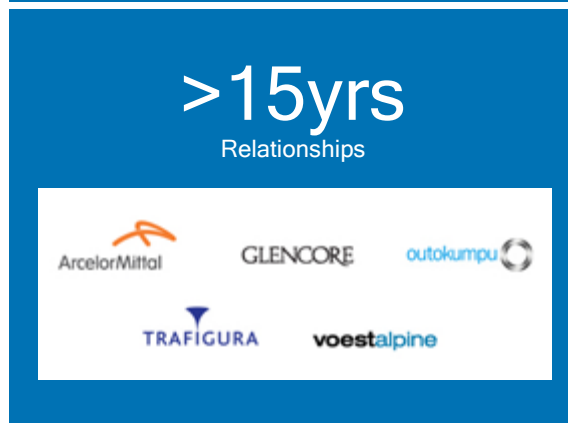 >15yrs
Relationships
ArcelorMittal GLENCORE outokumpu
TRAFIGURA voestalpine